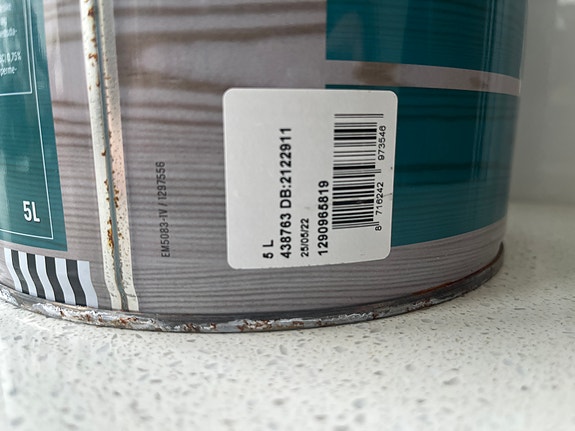 5L
EM5083-1V / 1297556
5 L
438763 DB:2122911
25/05/22
1290965819
8 716242 973546